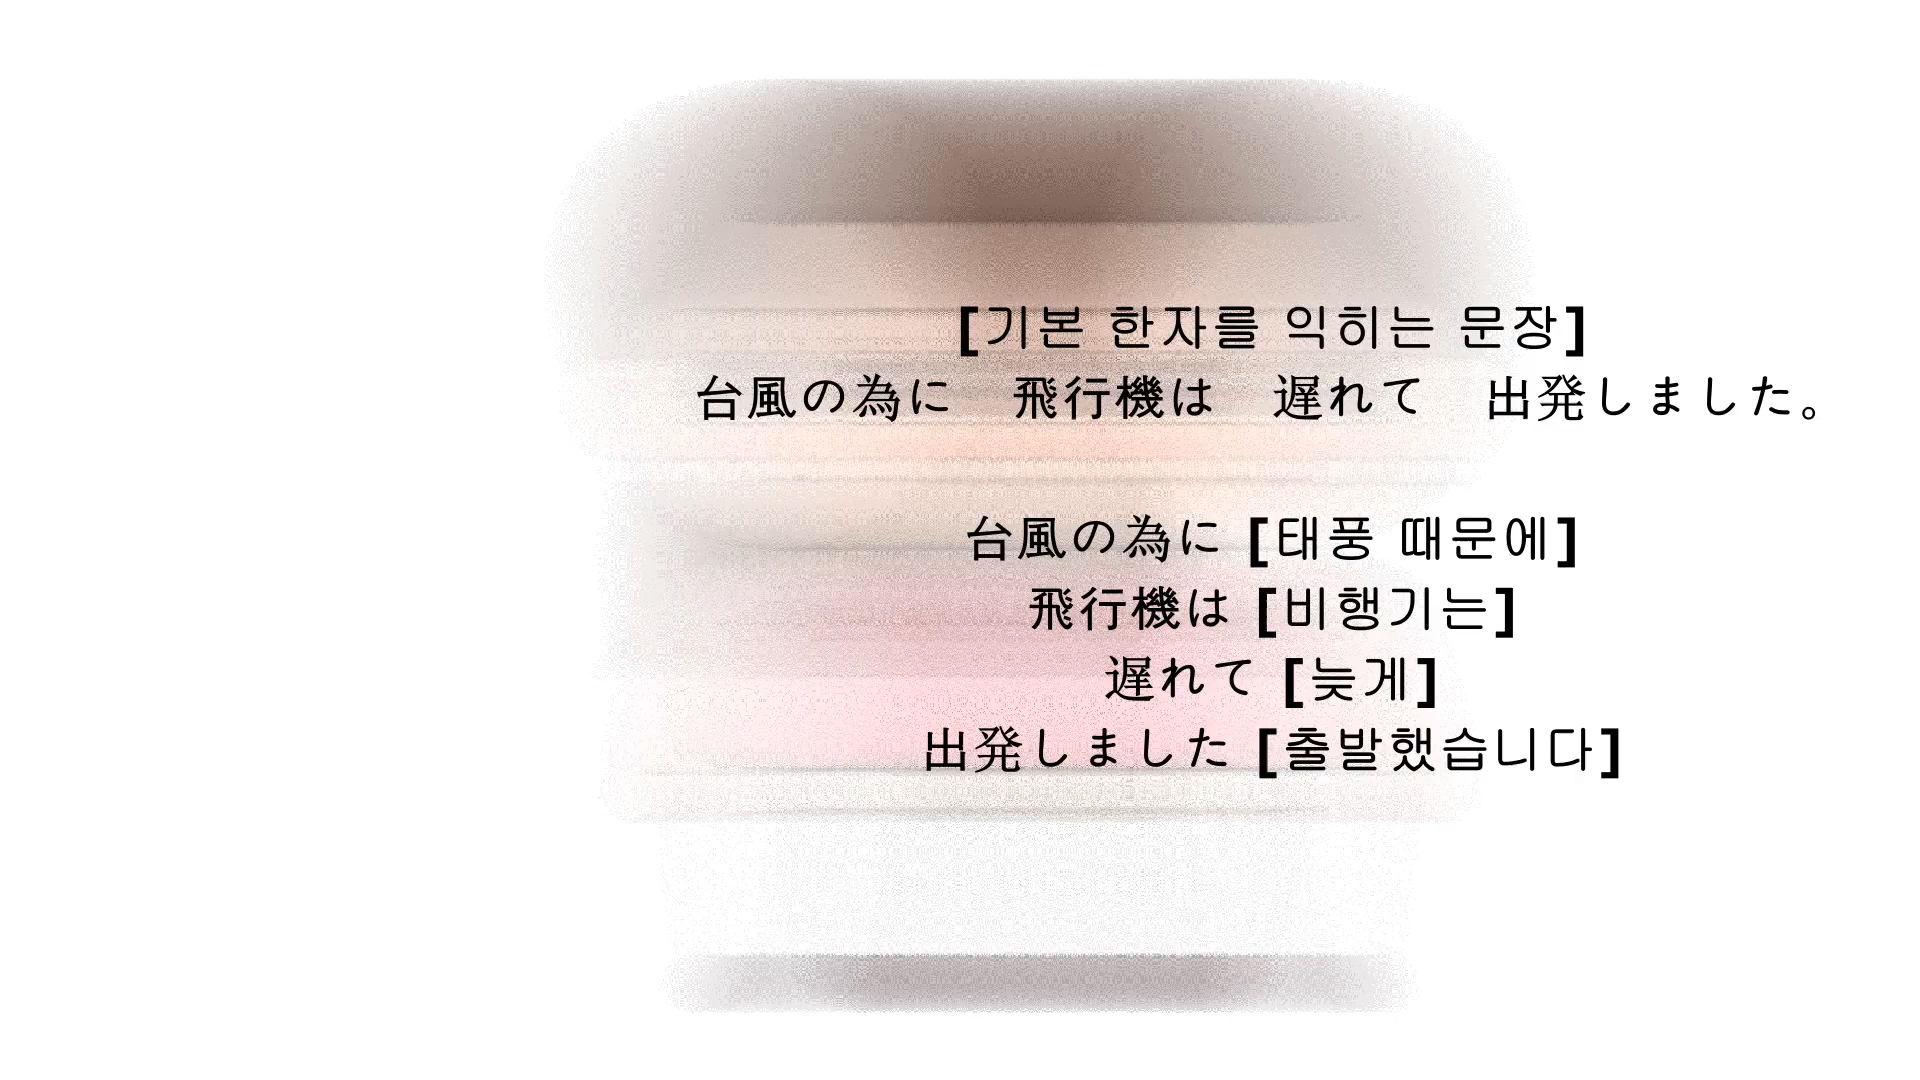 [기본 한자를 익히는 문장]
台風の為に　飛行機は　遅れて　出発しました。
台風の為に [태풍 때문에]
飛行機は [비행기는]
遅れて [늦게]
出発しました [출발했습니다]